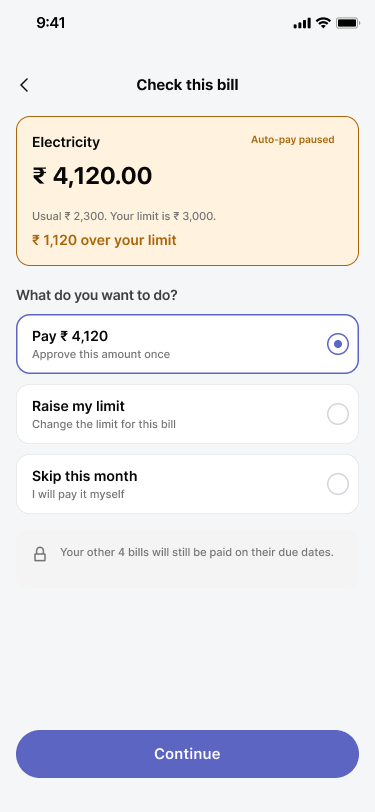 9:41
Check this bill
Electricity
Auto-pay paused
₹ 4,120.00
Usual ₹ 2,300. Your limit is ₹ 3,000.
₹ 1,120 over your limit
What do you want to do?
Pay ₹ 4,120
Approve this amount once
Raise my limit
Change the limit for this bill
Skip this month
I will pay it myself
Your other 4 bills will still be paid on their due dates.
Continue